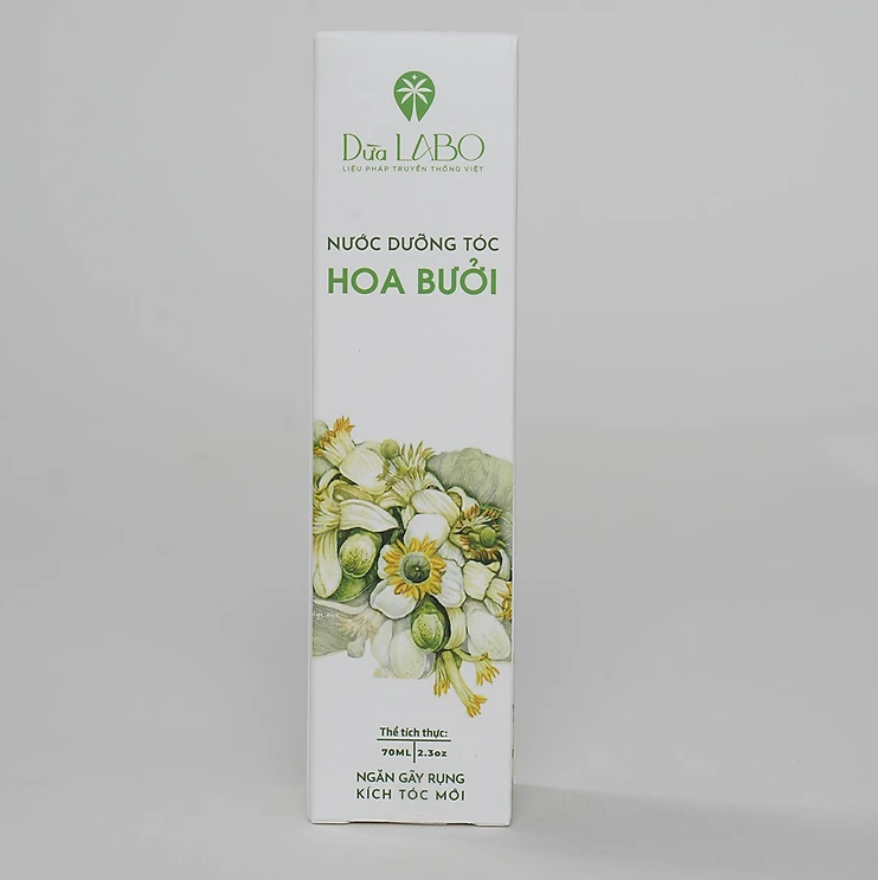 Dừa LABO
LIỆU PHÁP TRUYỀN THỐNG VIỆT
NƯỚC DƯỠNG TÓC
HOA BƯỞI
Thể tích thực:
70ML 2.3oz
NGĂN GÃY RỤNG
KÍCH TÓC MỚI